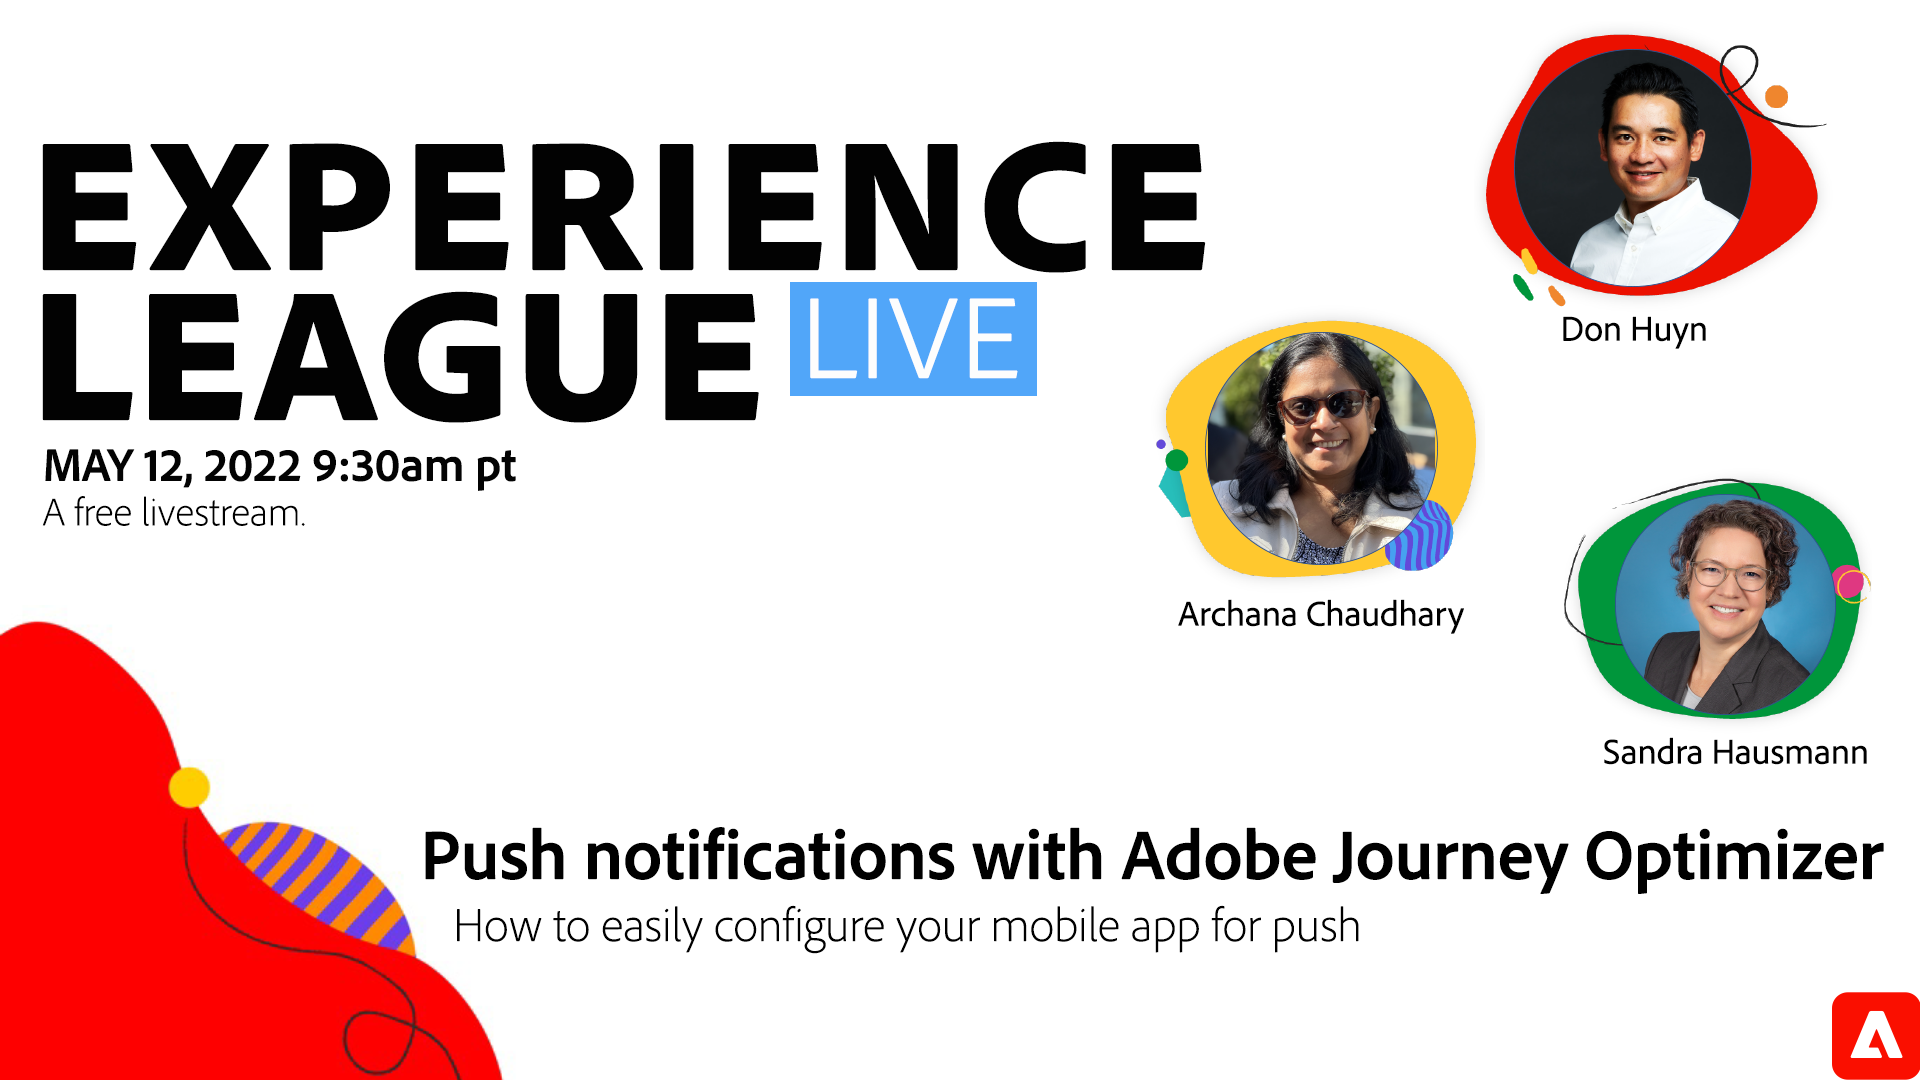 EXPERIENCE
LEAGUE LIVE
MAY 12, 2022 9:30am pt
A free livestream.
Don Huyn
Archana Chaudhary
Sandra Hausmann
Push notifications with Adobe Journey Optimizer
How to easily configure your mobile app for push